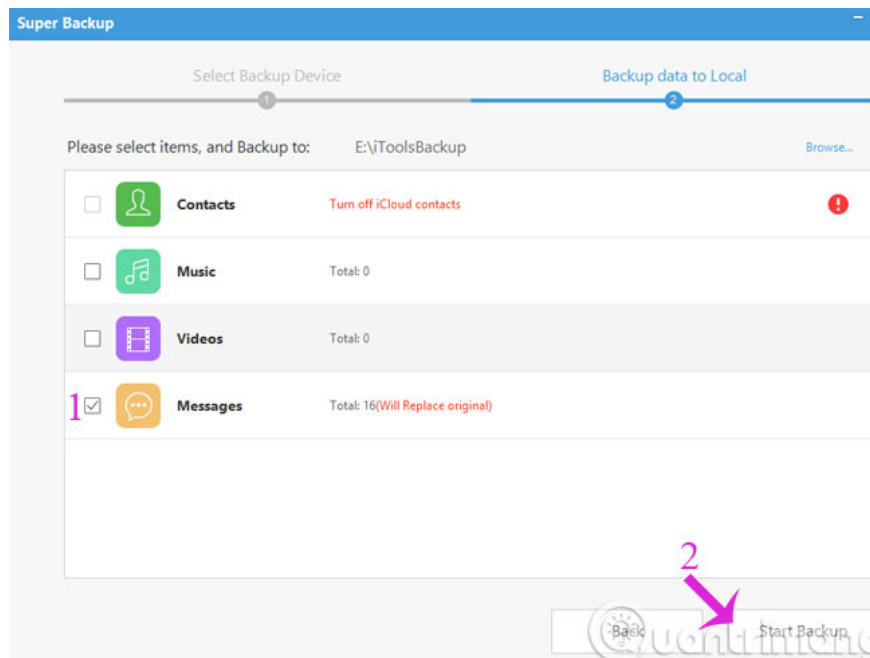 Super Backup
Select Backup Device
Backup data to Local
1
2
Please select items, and Backup to: E:\iToolsBackup Browse...
Contacts Turn off iCloud contacts
Music Total: 0
Videos Total: 0
1 Messages Total: 16(Will Replace original)
2
Back Start Backup
Quantrimang